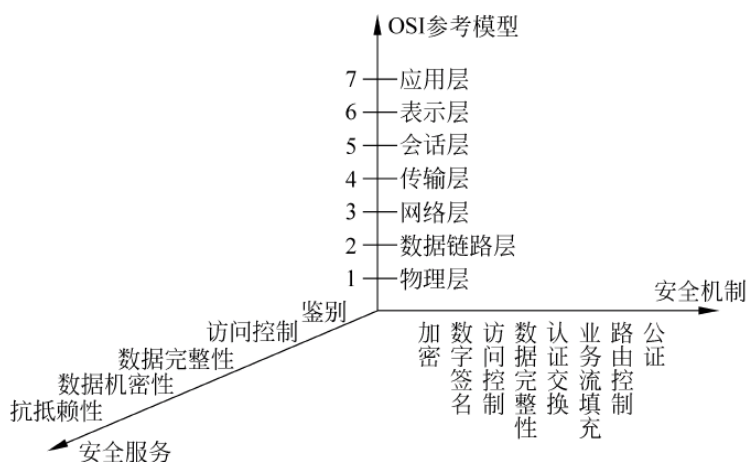 OSI参考模型
7 应用层
6 表示层
5 会话层
4 传输层
3 网络层
2 数据链路层
1 物理层
安全机制
加密
数字签名
访问控制
数据完整性
认证交换
业务流填充
路由控制
公证
鉴别
访问控制
数据完整性
数据机密性
抗抵赖性
安全服务